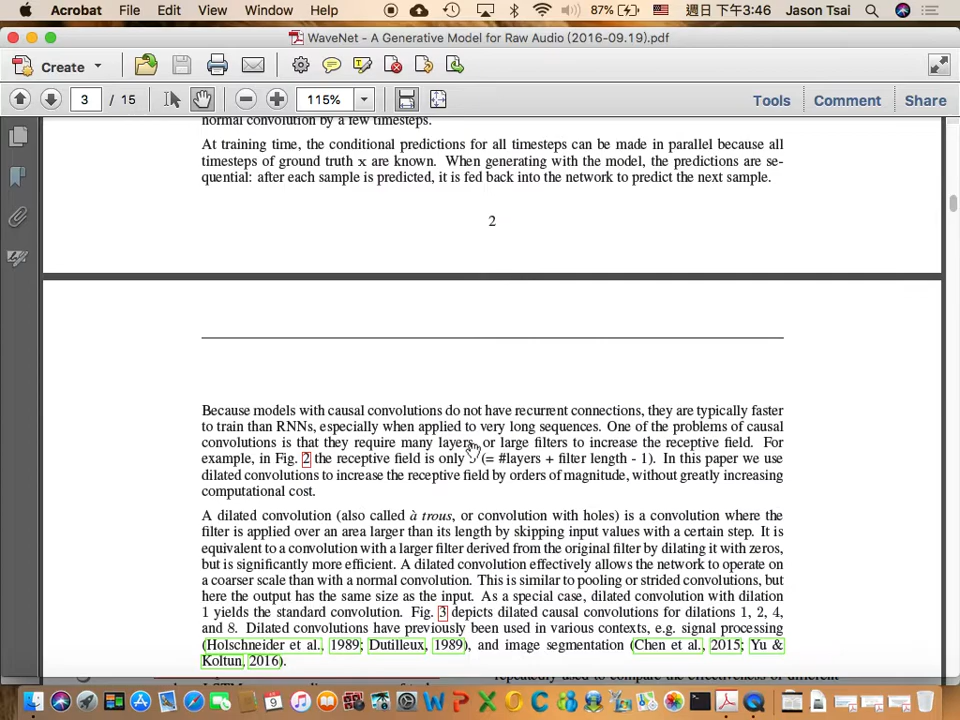 Acrobat File Edit View Window Help 87% 週日 下午3:46 Jason Tsai
WaveNet - A Generative Model for Raw Audio (2016-09.19).pdf
Create
3 / 15 115% Tools Comment Share
normal convolution by a few timesteps.
At training time, the conditional predictions for all timesteps can be made in parallel because all
timesteps of ground truth x are known. When generating with the model, the predictions are se-
quential: after each sample is predicted, it is fed back into the network to predict the next sample.
2
Because models with causal convolutions do not have recurrent connections, they are typically faster
to train than RNNs, especially when applied to very long sequences. One of the problems of causal
convolutions is that they require many layers, or large filters to increase the receptive field. For
example, in Fig. 2 the receptive field is only (= #layers + filter length - 1). In this paper we use
dilated convolutions to increase the receptive field by orders of magnitude, without greatly increasing
computational cost.
A dilated convolution (also called à trous, or convolution with holes) is a convolution where the
filter is applied over an area larger than its length by skipping input values with a certain step. It is
equivalent to a convolution with a larger filter derived from the original filter by dilating it with zeros,
but is significantly more efficient. A dilated convolution effectively allows the network to operate on
a coarser scale than with a normal convolution. This is similar to pooling or strided convolutions, but
here the output has the same size as the input. As a special case, dilated convolution with dilation
1 yields the standard convolution. Fig. 3 depicts dilated causal convolutions for dilations 1, 2, 4,
and 8. Dilated convolutions have previously been used in various contexts, e.g. signal processing
(Holschneider et al., 1989; Dutilleux, 1989), and image segmentation (Chen et al., 2015; Yu &
Koltun, 2016).
repeatedly used to compare the effectiveness of different
9